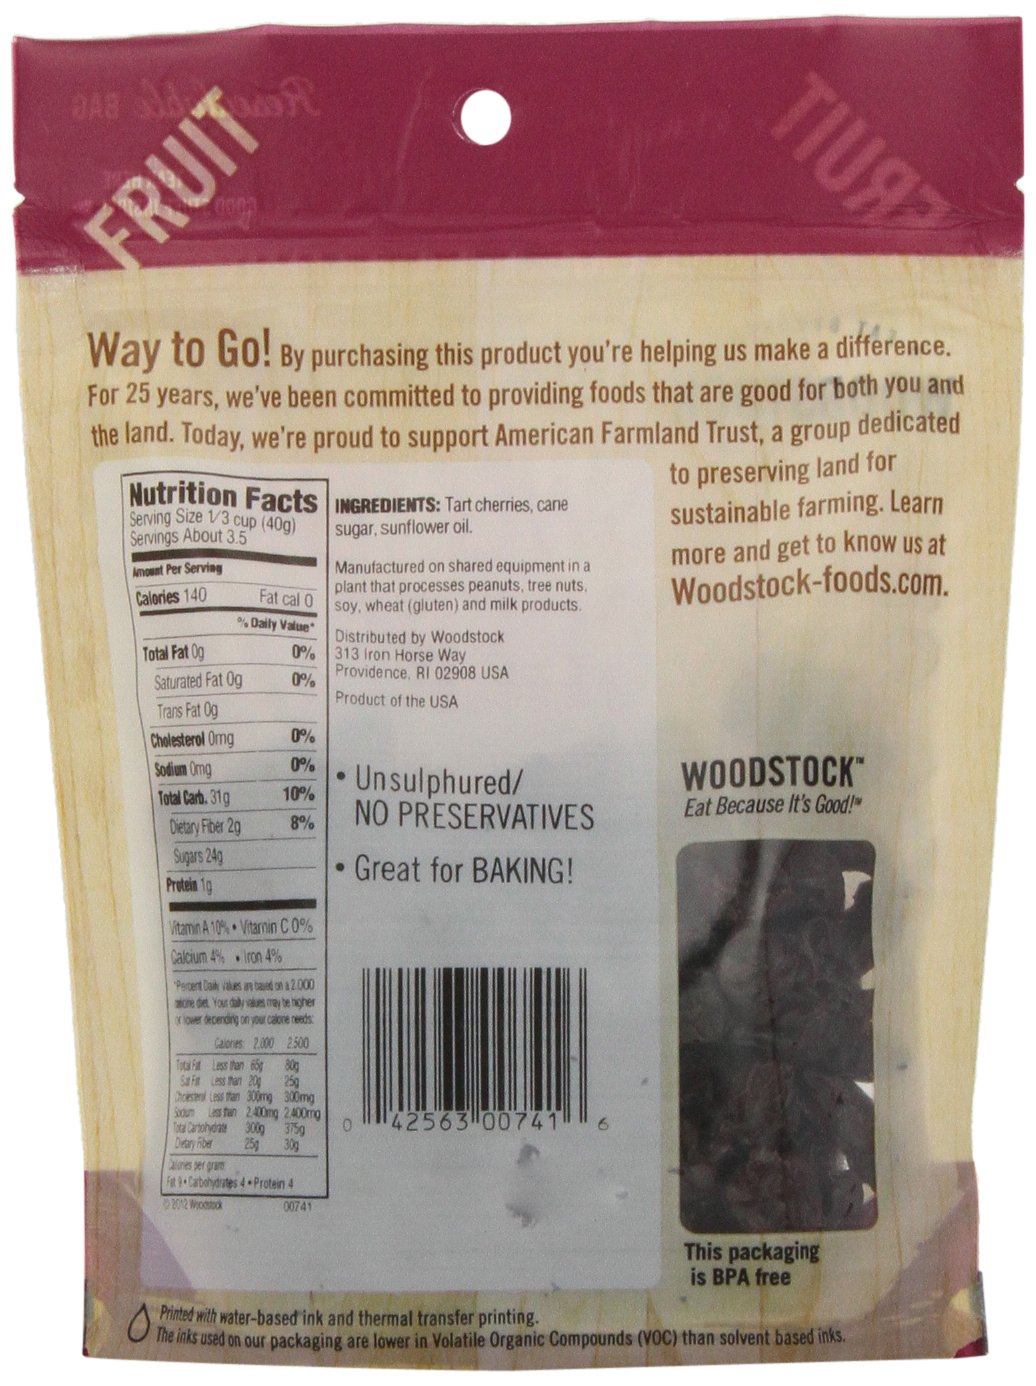 FRUIT
FRUIT
Resealable BAG
Way to Go! By purchasing this product you're helping us make a difference.
For 25 years, we've been committed to providing foods that are good for both you and
the land. Today, we're proud to support American Farmland Trust, a group dedicated
to preserving land for
sustainable farming. Learn
more and get to know us at
Woodstock-foods.com.
Nutrition Facts
Serving Size 1/3 cup (40g)
Servings About 3.5
Amount Per Serving
Calories 140 Fat cal 0
% Daily Value*
Total Fat 0g 0%
Saturated Fat 0g 0%
Trans Fat 0g
Cholesterol 0mg 0%
Sodium 0mg 0%
Total Carb. 31g 10%
Dietary Fiber 2g 8%
Sugars 24g
Protein 1g
Vitamin A 10% • Vitamin C 0%
Calcium 4% • Iron 4%
*Percent Daily Values are based on a 2,000
calorie diet. Your daily values may be higher
or lower depending on your calorie needs:
Calories: 2,000 2,500
Total Fat Less than 65g 80g
Sat Fat Less than 20g 25g
Cholesterol Less than 300mg 300mg
Sodium Less than 2,400mg 2,400mg
Total Carbohydrate 300g 375g
Dietary Fiber 25g 30g
Calories per gram:
Fat 9 • Carbohydrates 4 • Protein 4
© 2012 Woodstock 00741
INGREDIENTS: Tart cherries, cane
sugar, sunflower oil.
Manufactured on shared equipment in a
plant that processes peanuts, tree nuts,
soy, wheat (gluten) and milk products.
Distributed by Woodstock
313 Iron Horse Way
Providence, RI 02908 USA
Product of the USA
• Unsulphured/
NO PRESERVATIVES
• Great for BAKING!
0 42563 00741 6
WOODSTOCK™
Eat Because It's Good!™
This packaging
is BPA free
Printed with water-based ink and thermal transfer printing.
The inks used on our packaging are lower in Volatile Organic Compounds (VOC) than solvent based inks.